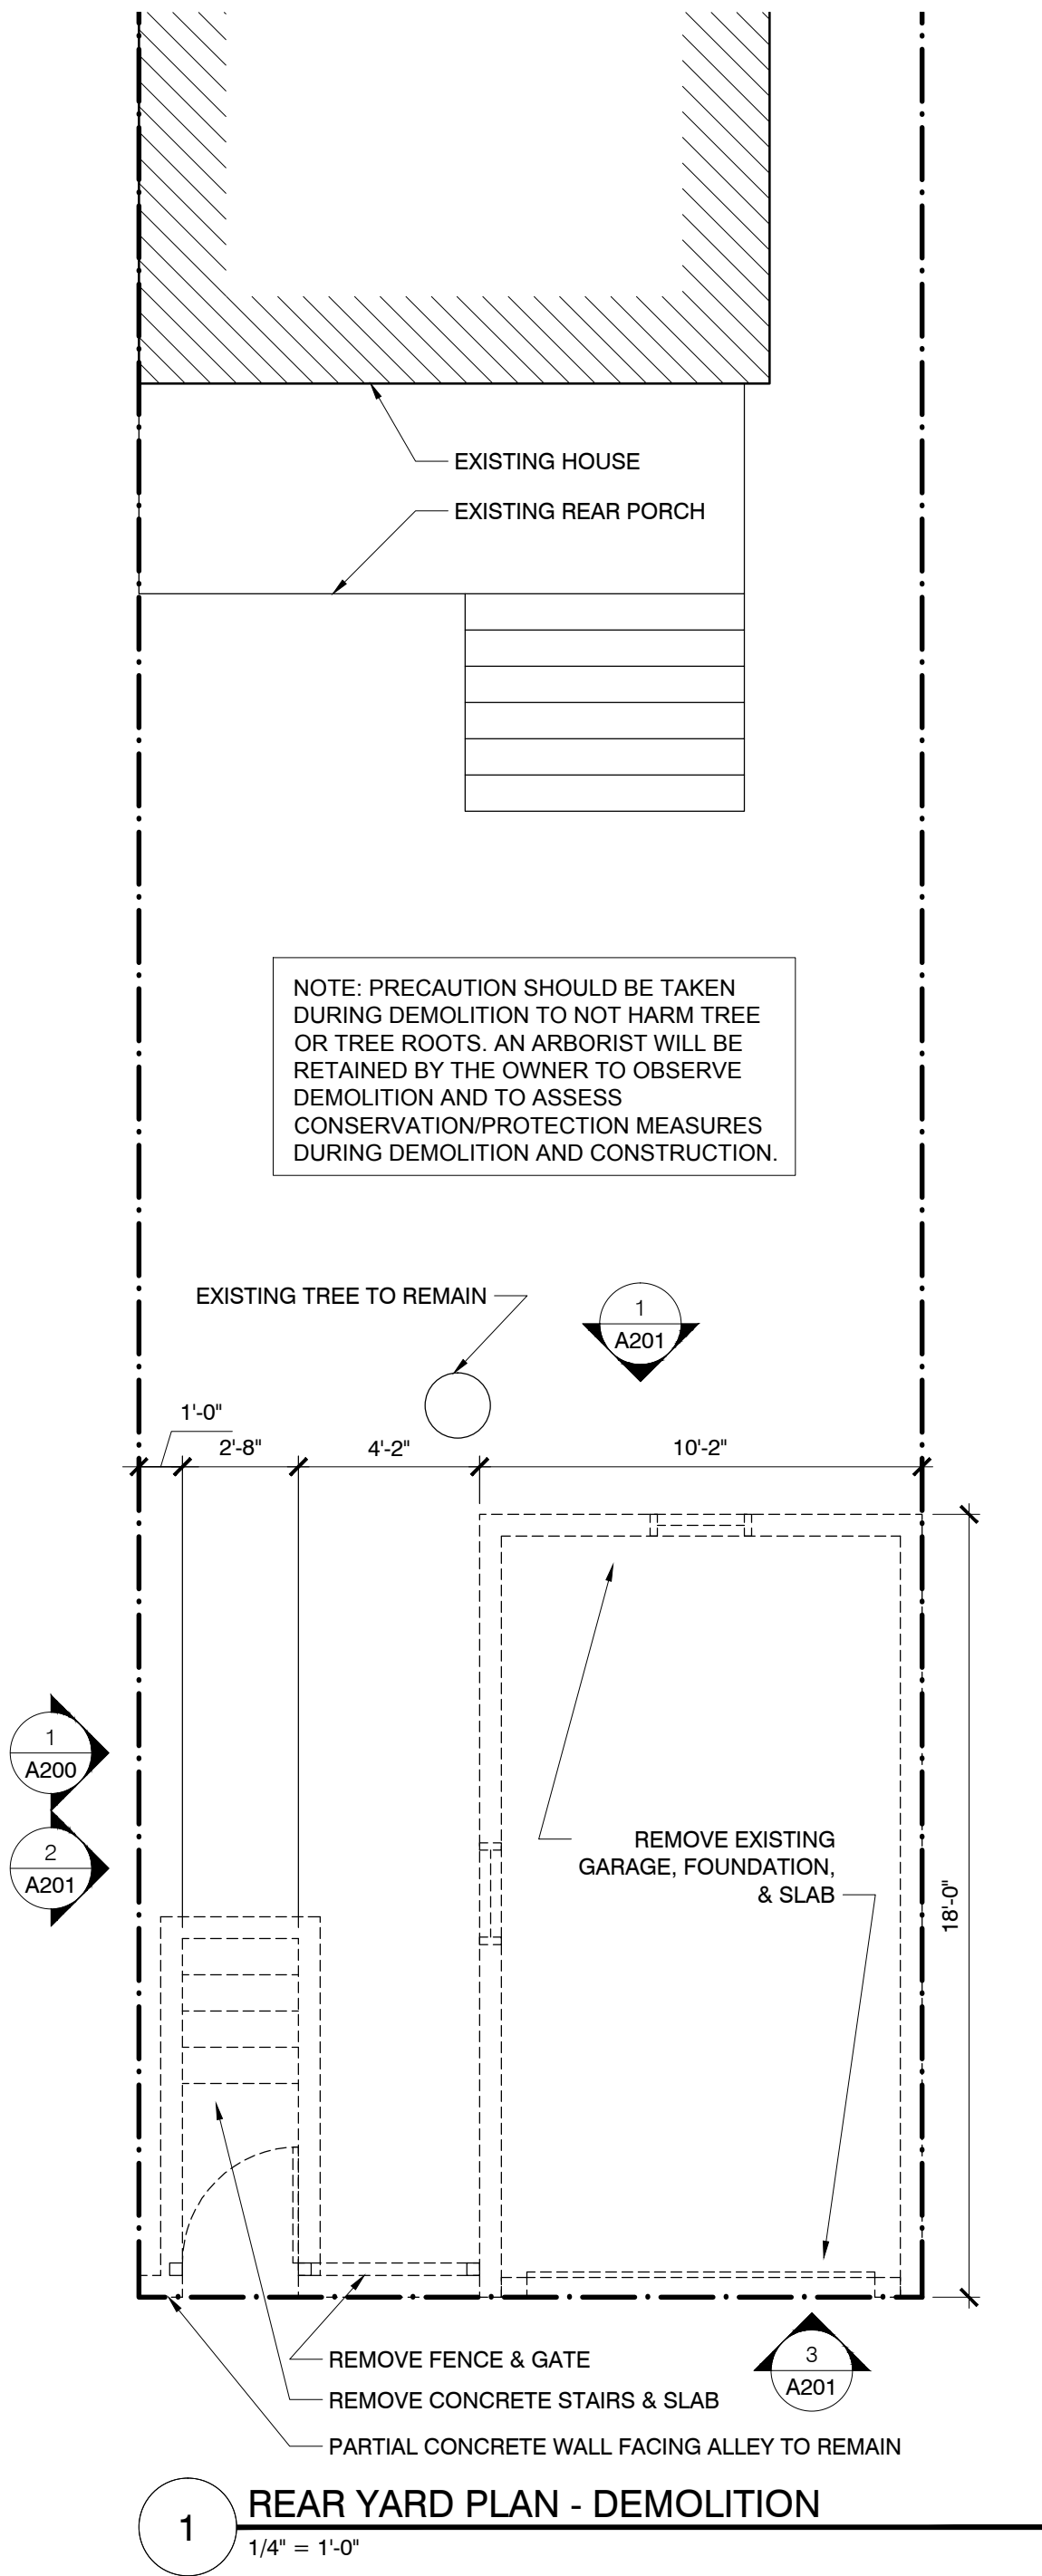 EXISTING HOUSE
EXISTING REAR PORCH
NOTE: PRECAUTION SHOULD BE TAKEN
DURING DEMOLITION TO NOT HARM TREE
OR TREE ROOTS. AN ARBORIST WILL BE
RETAINED BY THE OWNER TO OBSERVE
DEMOLITION AND TO ASSESS
CONSERVATION/PROTECTION MEASURES
DURING DEMOLITION AND CONSTRUCTION.
EXISTING TREE TO REMAIN
1
A201
1'-0"
2'-8"
4'-2"
10'-2"
1
A200
2
A201
REMOVE EXISTING
GARAGE, FOUNDATION,
& SLAB
18'-0"
REMOVE FENCE & GATE
REMOVE CONCRETE STAIRS & SLAB
PARTIAL CONCRETE WALL FACING ALLEY TO REMAIN
3
A201
1
REAR YARD PLAN - DEMOLITION
1/4" = 1'-0"